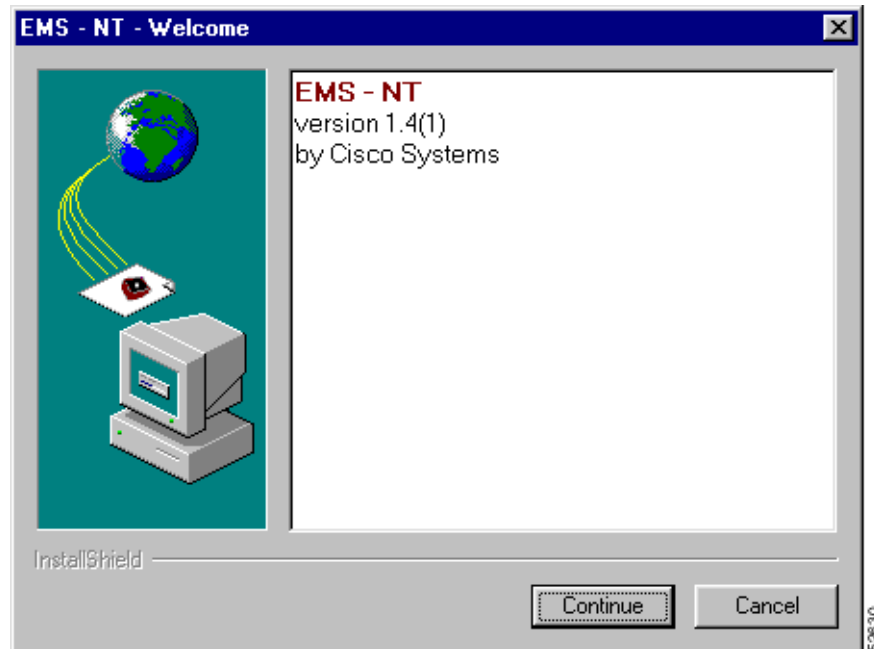 EMS - NT - Welcome
EMS - NT
version 1.4(1)
by Cisco Systems
InstallShield
Continue
Cancel